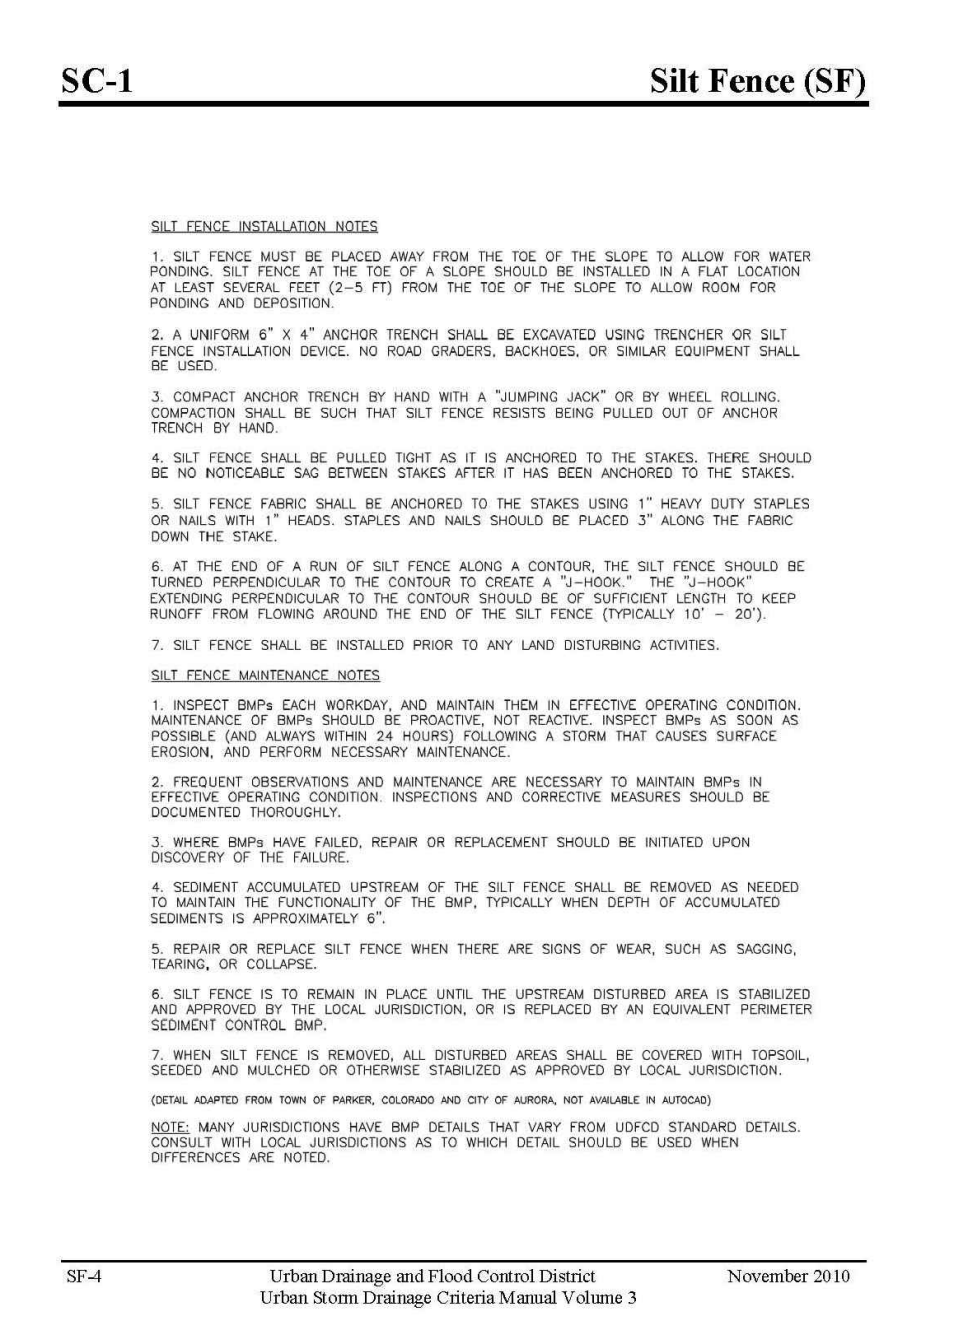 SC-1 Silt Fence (SF)
SILT FENCE INSTALLATION NOTES
1. SILT FENCE MUST BE PLACED AWAY FROM THE TOE OF THE SLOPE TO ALLOW FOR WATER
PONDING. SILT FENCE AT THE TOE OF A SLOPE SHOULD BE INSTALLED IN A FLAT LOCATION
AT LEAST SEVERAL FEET (2-5 FT) FROM THE TOE OF THE SLOPE TO ALLOW ROOM FOR
PONDING AND DEPOSITION.
2. A UNIFORM 6" X 4" ANCHOR TRENCH SHALL BE EXCAVATED USING TRENCHER OR SILT
FENCE INSTALLATION DEVICE. NO ROAD GRADERS, BACKHOES, OR SIMILAR EQUIPMENT SHALL
BE USED.
3. COMPACT ANCHOR TRENCH BY HAND WITH A "JUMPING JACK" OR BY WHEEL ROLLING.
COMPACTION SHALL BE SUCH THAT SILT FENCE RESISTS BEING PULLED OUT OF ANCHOR
TRENCH BY HAND.
4. SILT FENCE SHALL BE PULLED TIGHT AS IT IS ANCHORED TO THE STAKES. THERE SHOULD
BE NO NOTICEABLE SAG BETWEEN STAKES AFTER IT HAS BEEN ANCHORED TO THE STAKES.
5. SILT FENCE FABRIC SHALL BE ANCHORED TO THE STAKES USING 1" HEAVY DUTY STAPLES
OR NAILS WITH 1" HEADS. STAPLES AND NAILS SHOULD BE PLACED 3" ALONG THE FABRIC
DOWN THE STAKE.
6. AT THE END OF A RUN OF SILT FENCE ALONG A CONTOUR, THE SILT FENCE SHOULD BE
TURNED PERPENDICULAR TO THE CONTOUR TO CREATE A "J-HOOK." THE "J-HOOK"
EXTENDING PERPENDICULAR TO THE CONTOUR SHOULD BE OF SUFFICIENT LENGTH TO KEEP
RUNOFF FROM FLOWING AROUND THE END OF THE SILT FENCE (TYPICALLY 10' - 20').
7. SILT FENCE SHALL BE INSTALLED PRIOR TO ANY LAND DISTURBING ACTIVITIES.
SILT FENCE MAINTENANCE NOTES
1. INSPECT BMPs EACH WORKDAY, AND MAINTAIN THEM IN EFFECTIVE OPERATING CONDITION.
MAINTENANCE OF BMPs SHOULD BE PROACTIVE, NOT REACTIVE. INSPECT BMPs AS SOON AS
POSSIBLE (AND ALWAYS WITHIN 24 HOURS) FOLLOWING A STORM THAT CAUSES SURFACE
EROSION, AND PERFORM NECESSARY MAINTENANCE.
2. FREQUENT OBSERVATIONS AND MAINTENANCE ARE NECESSARY TO MAINTAIN BMPs IN
EFFECTIVE OPERATING CONDITION. INSPECTIONS AND CORRECTIVE MEASURES SHOULD BE
DOCUMENTED THOROUGHLY.
3. WHERE BMPs HAVE FAILED, REPAIR OR REPLACEMENT SHOULD BE INITIATED UPON
DISCOVERY OF THE FAILURE.
4. SEDIMENT ACCUMULATED UPSTREAM OF THE SILT FENCE SHALL BE REMOVED AS NEEDED
TO MAINTAIN THE FUNCTIONALITY OF THE BMP, TYPICALLY WHEN DEPTH OF ACCUMULATED
SEDIMENTS IS APPROXIMATELY 6".
5. REPAIR OR REPLACE SILT FENCE WHEN THERE ARE SIGNS OF WEAR, SUCH AS SAGGING,
TEARING, OR COLLAPSE.
6. SILT FENCE IS TO REMAIN IN PLACE UNTIL THE UPSTREAM DISTURBED AREA IS STABILIZED
AND APPROVED BY THE LOCAL JURISDICTION, OR IS REPLACED BY AN EQUIVALENT PERIMETER
SEDIMENT CONTROL BMP.
7. WHEN SILT FENCE IS REMOVED, ALL DISTURBED AREAS SHALL BE COVERED WITH TOPSOIL,
SEEDED AND MULCHED OR OTHERWISE STABILIZED AS APPROVED BY LOCAL JURISDICTION.
(DETAIL ADAPTED FROM TOWN OF PARKER, COLORADO AND CITY OF AURORA, NOT AVAILABLE IN AUTOCAD)
NOTE: MANY JURISDICTIONS HAVE BMP DETAILS THAT VARY FROM UDFCD STANDARD DETAILS.
CONSULT WITH LOCAL JURISDICTIONS AS TO WHICH DETAIL SHOULD BE USED WHEN
DIFFERENCES ARE NOTED.
SF-4 Urban Drainage and Flood Control District November 2010
Urban Storm Drainage Criteria Manual Volume 3